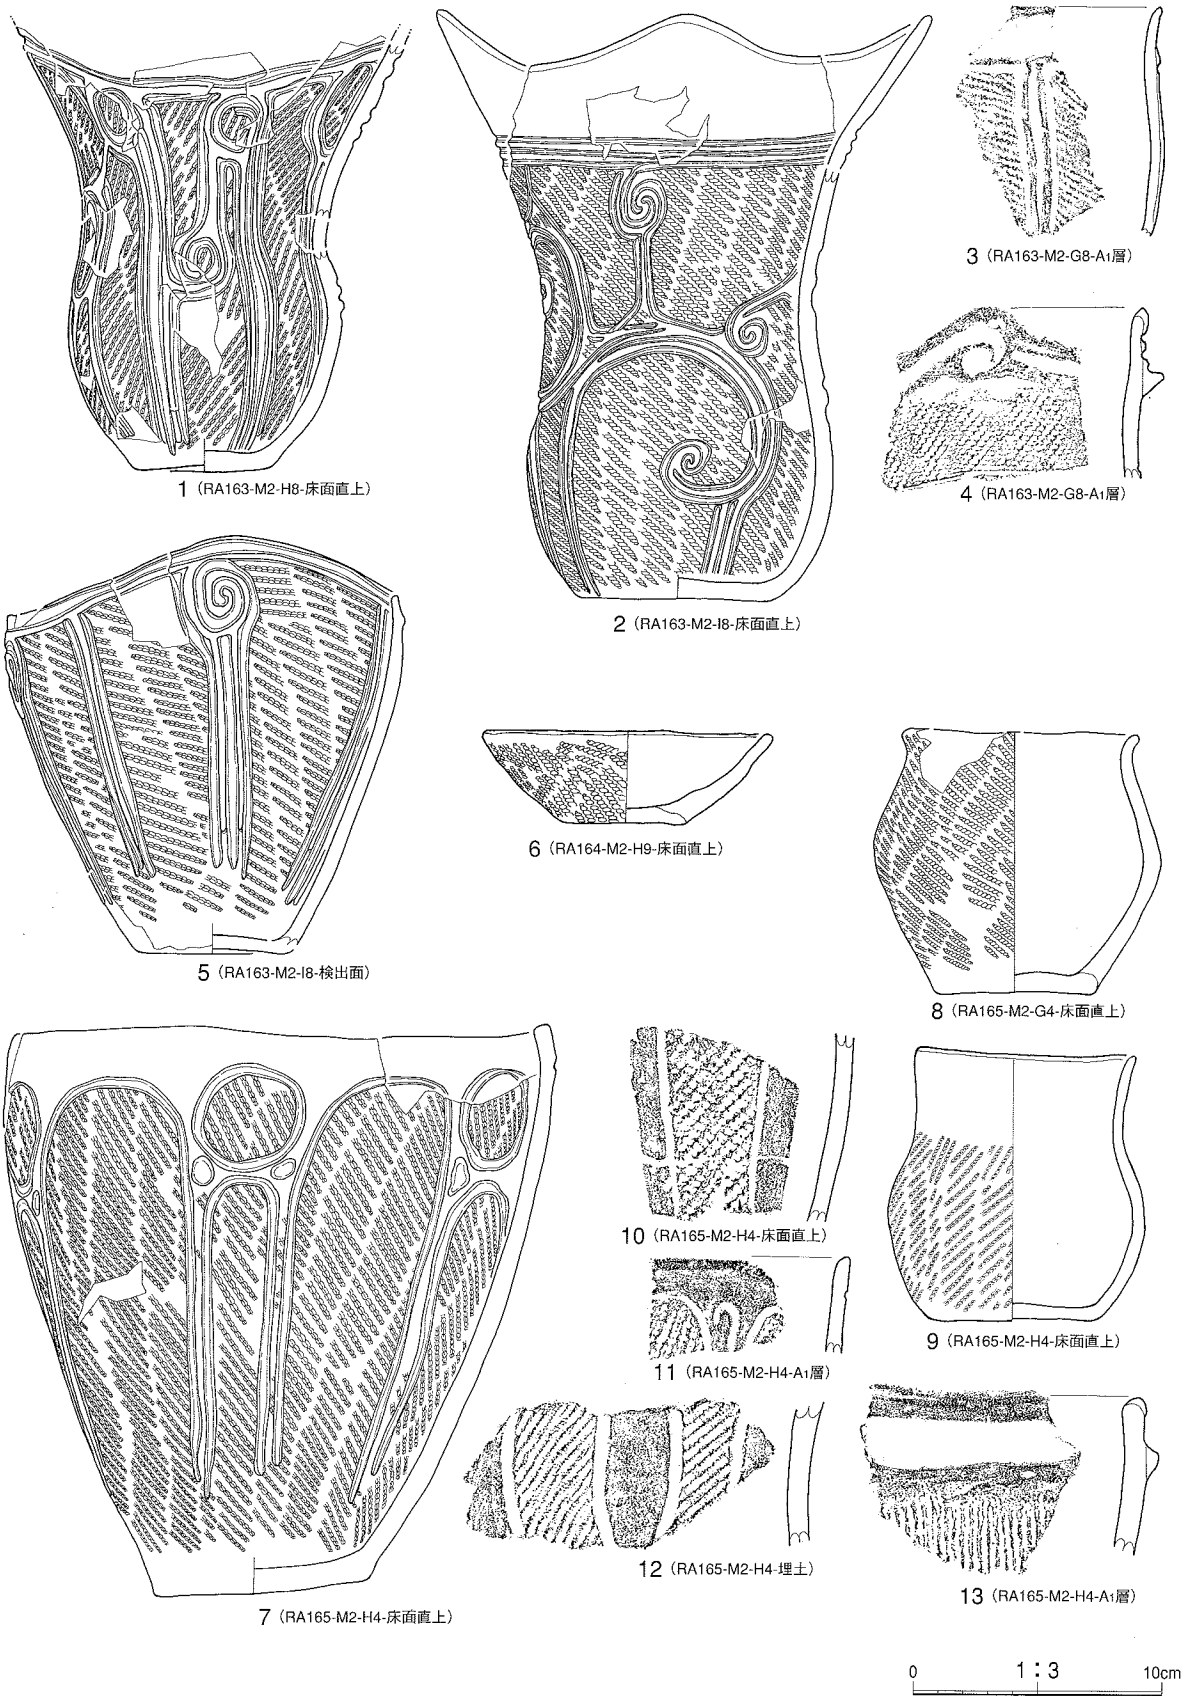 1 (RA163-M2-H8-床面直上)
2 (RA163-M2-I8-床面直上)
3 (RA163-M2-G8-A₁層)
4 (RA163-M2-G8-A₁層)
5 (RA163-M2-I8-検出面)
6 (RA164-M2-H9-床面直上)
7 (RA165-M2-H4-床面直上)
8 (RA165-M2-G4-床面直上)
9 (RA165-M2-H4-床面直上)
10 (RA165-M2-H4-床面直上)
11 (RA165-M2-H4-A₁層)
12 (RA165-M2-H4-埋土)
13 (RA165-M2-H4-A₁層)
0 1:3 10cm